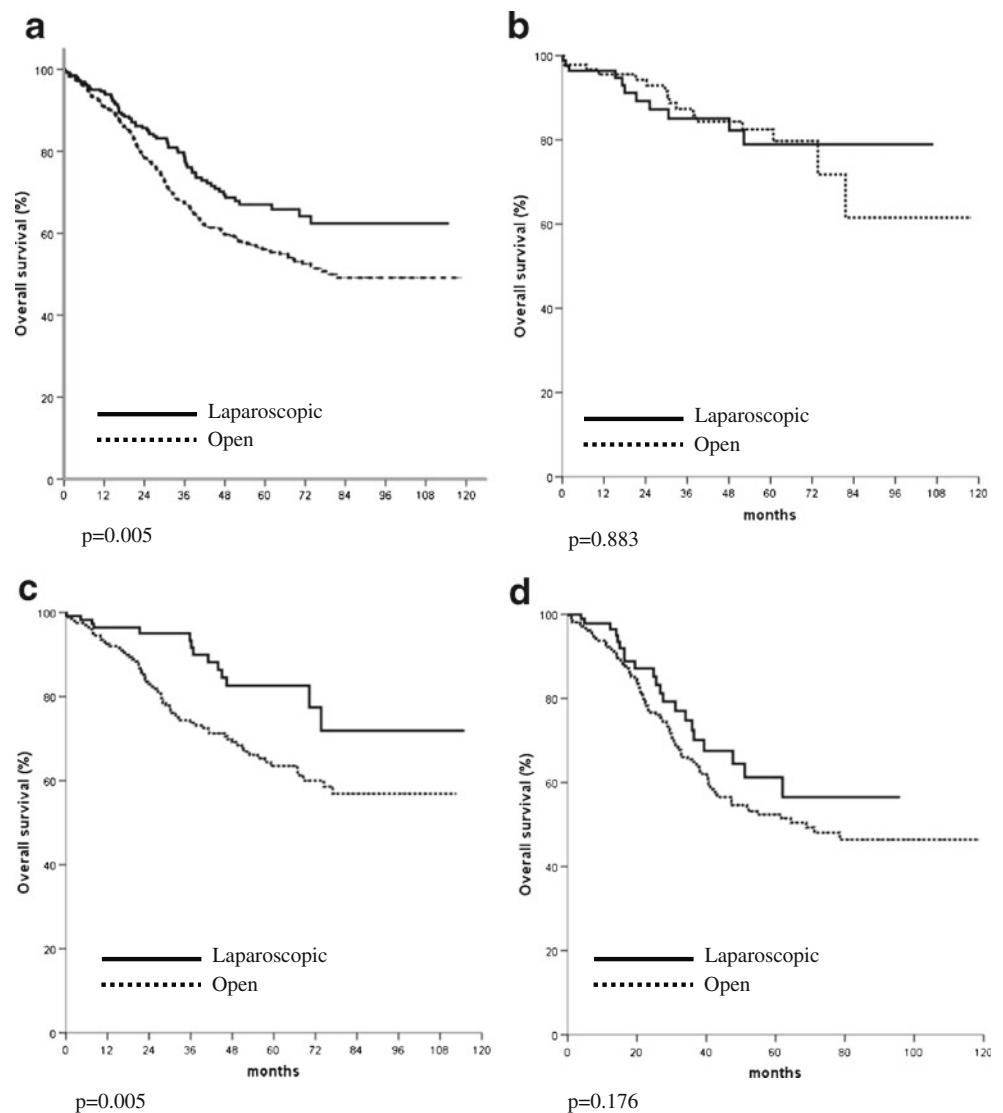 a
Overall survival (%)
100
80
60
40
20
0
0 12 24 36 48 60 72 84 96 108 120
Laparoscopic
Open
p=0.005
b
Overall survival (%)
100
80
60
40
20
0
0 12 24 36 48 60 72 84 96 108 120
months
Laparoscopic
Open
p=0.883
c
Overall survival (%)
100
80
60
40
20
0
0 12 24 36 48 60 72 84 96 108 120
months
Laparoscopic
Open
p=0.005
d
Overall survival (%)
100
80
60
40
20
0
0 20 40 60 80 100 120
months
Laparoscopic
Open
p=0.176